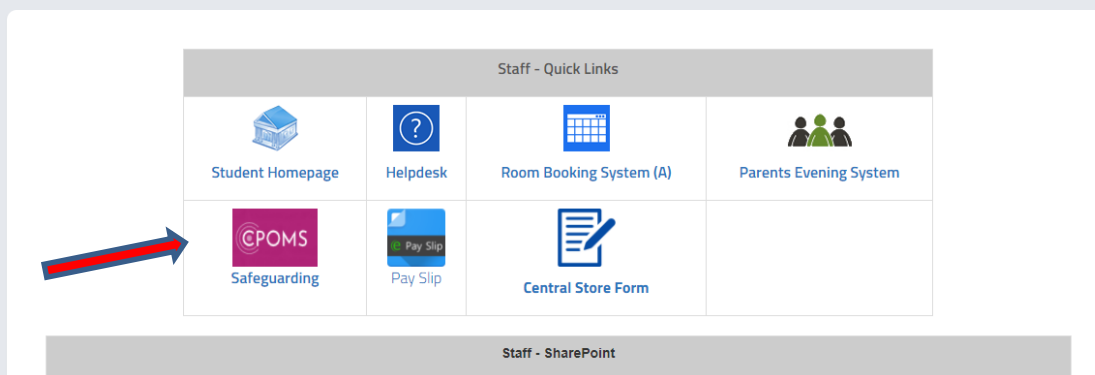 Staff - Quick Links
?
Student Homepage
Helpdesk
Room Booking System (A)
Parents Evening System
CPOMS
e Pay Slip
Safeguarding
Pay Slip
Central Store Form
Staff - SharePoint